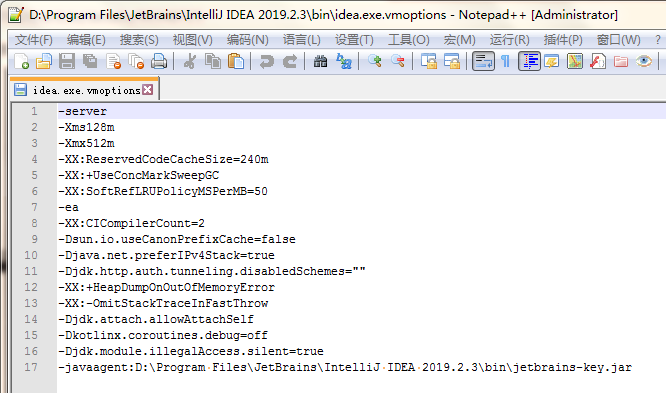 D:\Program Files\JetBrains\IntelliJ IDEA 2019.2.3\bin\idea.exe.vmoptions - Notepad++ [Administrator]
文件(F) 编辑(E) 搜索(S) 视图(V) 编码(N) 语言(L) 设置(T) 工具(O) 宏(M) 运行(R) 插件(P) 窗口(W) ?
idea.exe.vmoptions
1 -server
2 -Xms128m
3 -Xmx512m
4 -XX:ReservedCodeCacheSize=240m
5 -XX:+UseConcMarkSweepGC
6 -XX:SoftRefLRUPolicyMSPerMB=50
7 -ea
8 -XX:CICompilerCount=2
9 -Dsun.io.useCanonPrefixCache=false
10 -Djava.net.preferIPv4Stack=true
11 -Djdk.http.auth.tunneling.disabledSchemes=""
12 -XX:+HeapDumpOnOutOfMemoryError
13 -XX:-OmitStackTraceInFastThrow
14 -Djdk.attach.allowAttachSelf
15 -Dkotlinx.coroutines.debug=off
16 -Djdk.module.illegalAccess.silent=true
17 -javaagent:D:\Program Files\JetBrains\IntelliJ IDEA 2019.2.3\bin\jetbrains-key.jar